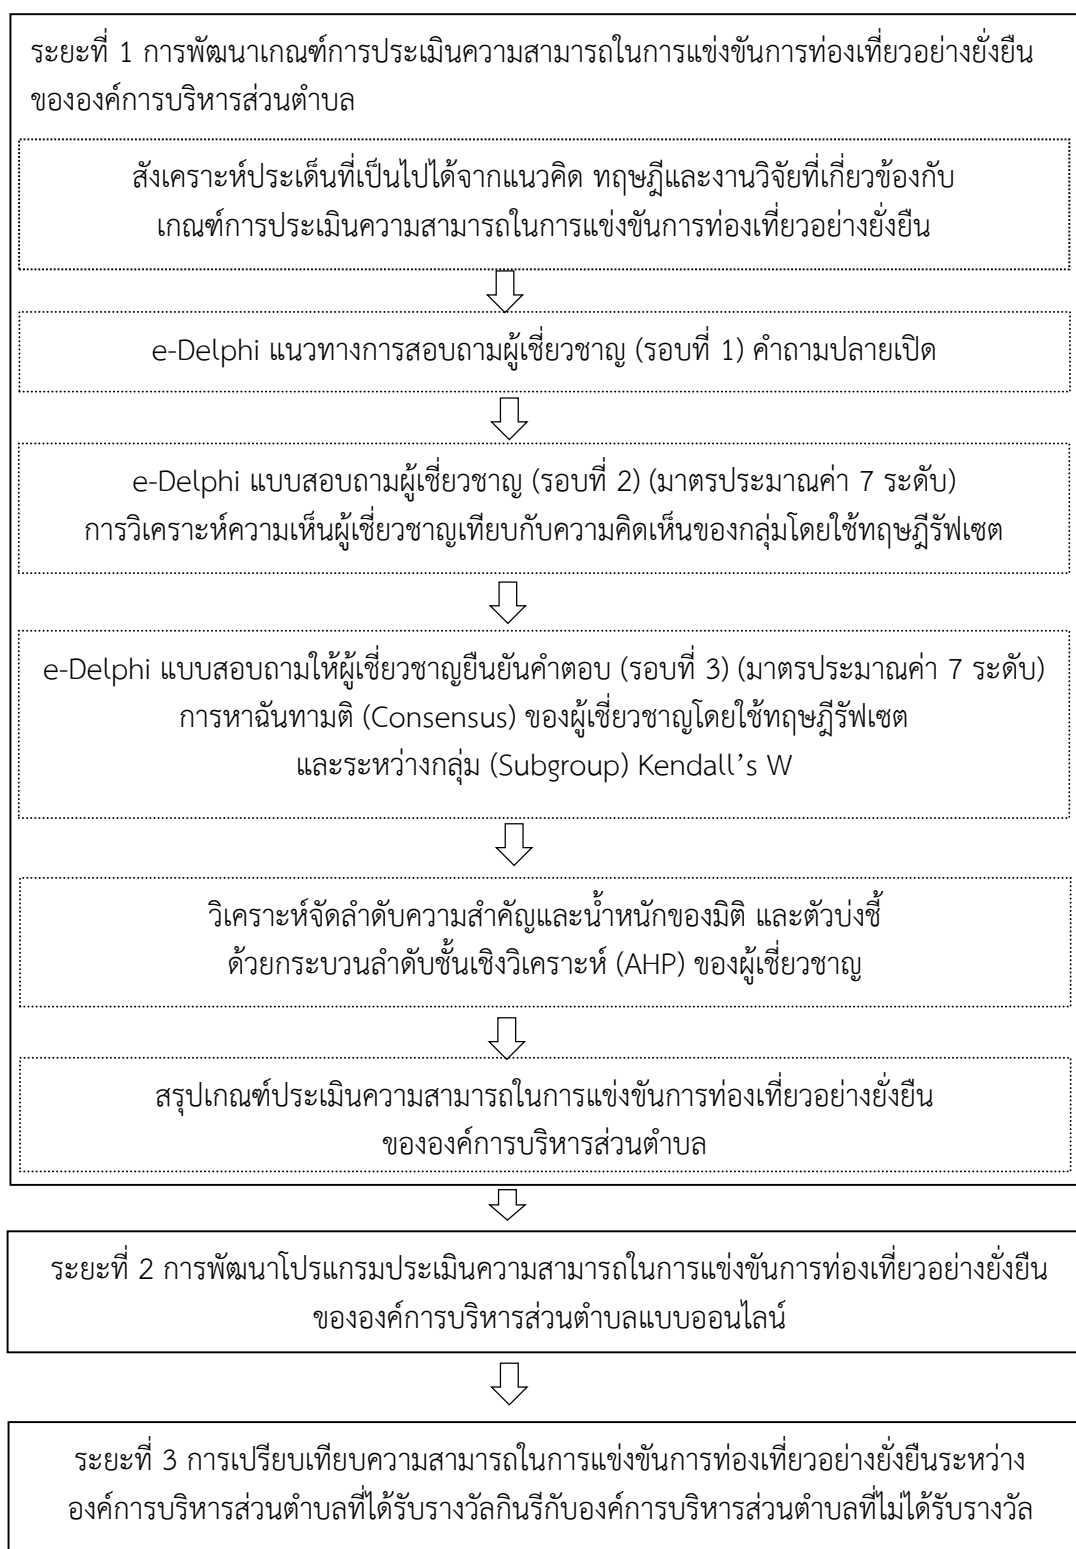 ระยะที่ 1 การพัฒนาเกณฑ์การประเมินความสามารถในการแข่งขันการท่องเที่ยวอย่างยั่งยืน
ขององค์การบริหารส่วนตำบล
สังเคราะห์ประเด็นที่เป็นไปได้จากแนวคิด ทฤษฎีและงานวิจัยที่เกี่ยวข้องกับ
เกณฑ์การประเมินความสามารถในการแข่งขันการท่องเที่ยวอย่างยั่งยืน
e-Delphi แนวทางการสอบถามผู้เชี่ยวชาญ (รอบที่ 1) คำถามปลายเปิด
e-Delphi แบบสอบถามผู้เชี่ยวชาญ (รอบที่ 2) (มาตรประมาณค่า 7 ระดับ)
การวิเคราะห์ความเห็นผู้เชี่ยวชาญเทียบกับความคิดเห็นของกลุ่มโดยใช้ทฤษฎีรัฟเซต
e-Delphi แบบสอบถามให้ผู้เชี่ยวชาญยืนยันคำตอบ (รอบที่ 3) (มาตรประมาณค่า 7 ระดับ)
การหาฉันทามติ (Consensus) ของผู้เชี่ยวชาญโดยใช้ทฤษฎีรัฟเซต
และระหว่างกลุ่ม (Subgroup) Kendall’s W
วิเคราะห์จัดลำดับความสำคัญและน้ำหนักของมิติ และตัวบ่งชี้
ด้วยกระบวนลำดับชั้นเชิงวิเคราะห์ (AHP) ของผู้เชี่ยวชาญ
สรุปเกณฑ์ประเมินความสามารถในการแข่งขันการท่องเที่ยวอย่างยั่งยืน
ขององค์การบริหารส่วนตำบล
ระยะที่ 2 การพัฒนาโปรแกรมประเมินความสามารถในการแข่งขันการท่องเที่ยวอย่างยั่งยืน
ขององค์การบริหารส่วนตำบลแบบออนไลน์
ระยะที่ 3 การเปรียบเทียบความสามารถในการแข่งขันการท่องเที่ยวอย่างยั่งยืนระหว่าง
องค์การบริหารส่วนตำบลที่ได้รับรางวัลกินรีกับองค์การบริหารส่วนตำบลที่ไม่ได้รับรางวัล